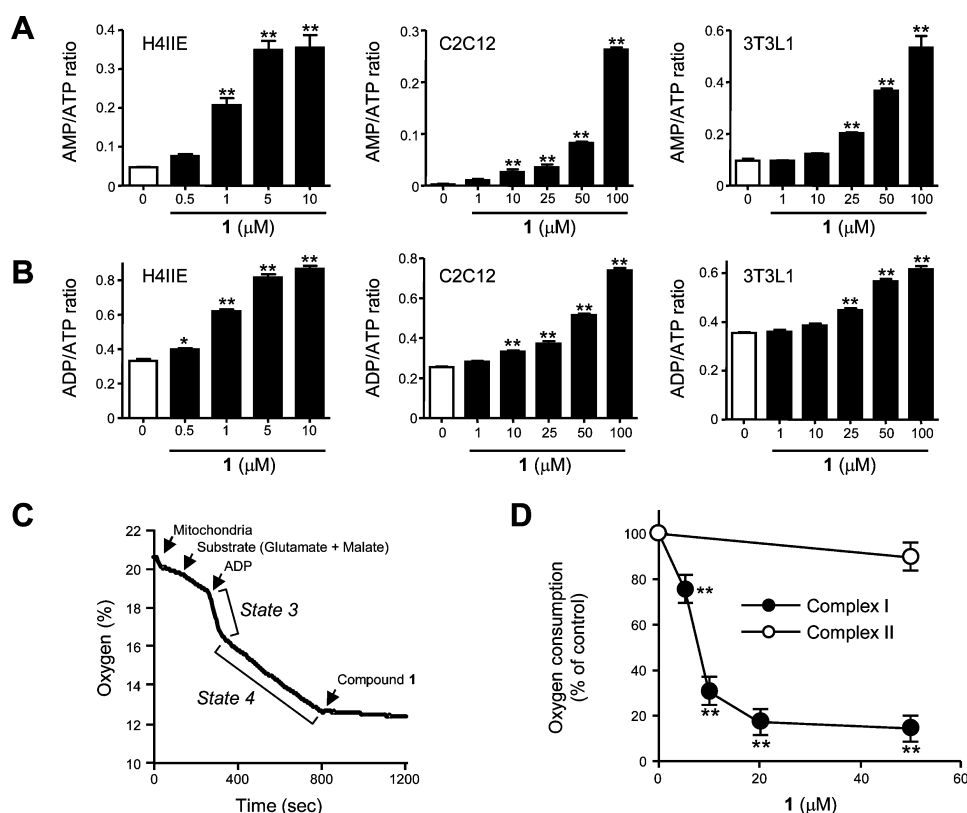 A
H4IIE
AMP/ATP ratio
0.4
0.3
0.2
0.1
0
**
**
**
0 0.5 1 5 10
1 (μM)
C2C12
AMP/ATP ratio
0.3
0.2
0.1
0
**
**
**
**
0 1 10 25 50 100
1 (μM)
3T3L1
AMP/ATP ratio
0.6
0.4
0.2
0
**
**
**
0 1 10 25 50 100
1 (μM)
B
H4IIE
ADP/ATP ratio
0.8
0.6
0.4
0.2
0
*
**
**
**
0 0.5 1 5 10
1 (μM)
C2C12
ADP/ATP ratio
0.8
0.6
0.4
0.2
0
**
**
**
**
0 1 10 25 50 100
1 (μM)
3T3L1
ADP/ATP ratio
0.6
0.4
0.2
0
**
**
**
0 1 10 25 50 100
1 (μM)
C
Oxygen (%)
22
20
18
16
14
12
10
Mitochondria
Substrate (Glutamate + Malate)
ADP
State 3
State 4
Compound 1
0 400 800 1200
Time (sec)
D
Oxygen consumption
(% of control)
100
80
60
40
20
0
**
**
**
**
Complex I
Complex II
0 20 40 60
1 (μM)